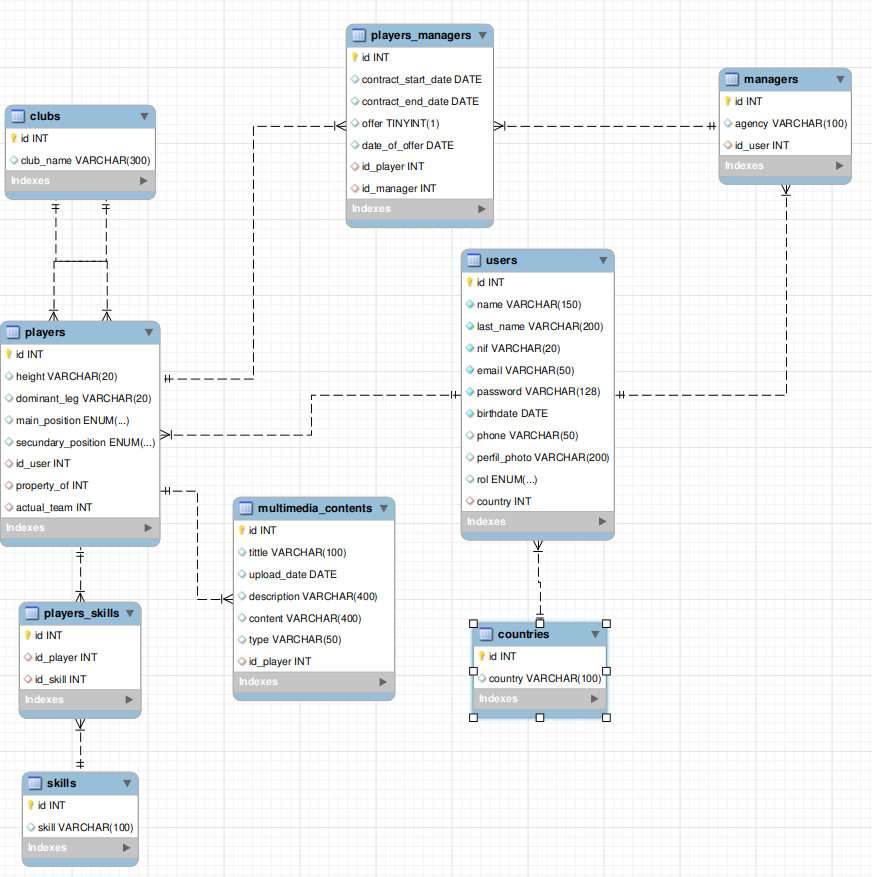 players_managers
id INT
contract_start_date DATE
contract_end_date DATE
offer TINYINT(1)
date_of_offer DATE
id_player INT
id_manager INT
Indexes
managers
id INT
agency VARCHAR(100)
id_user INT
Indexes
clubs
id INT
club_name VARCHAR(300)
Indexes
users
id INT
name VARCHAR(150)
last_name VARCHAR(200)
nif VARCHAR(20)
email VARCHAR(50)
password VARCHAR(128)
birthdate DATE
phone VARCHAR(50)
perfil_photo VARCHAR(200)
rol ENUM(...)
country INT
Indexes
players
id INT
height VARCHAR(20)
dominant_leg VARCHAR(20)
main_position ENUM(...)
secundary_position ENUM(...)
id_user INT
property_of INT
actual_team INT
Indexes
multimedia_contents
id INT
tittle VARCHAR(100)
upload_date DATE
description VARCHAR(400)
content VARCHAR(400)
type VARCHAR(50)
id_player INT
Indexes
players_skills
id INT
id_player INT
id_skill INT
Indexes
countries
id INT
country VARCHAR(100)
Indexes
skills
id INT
skill VARCHAR(100)
Indexes